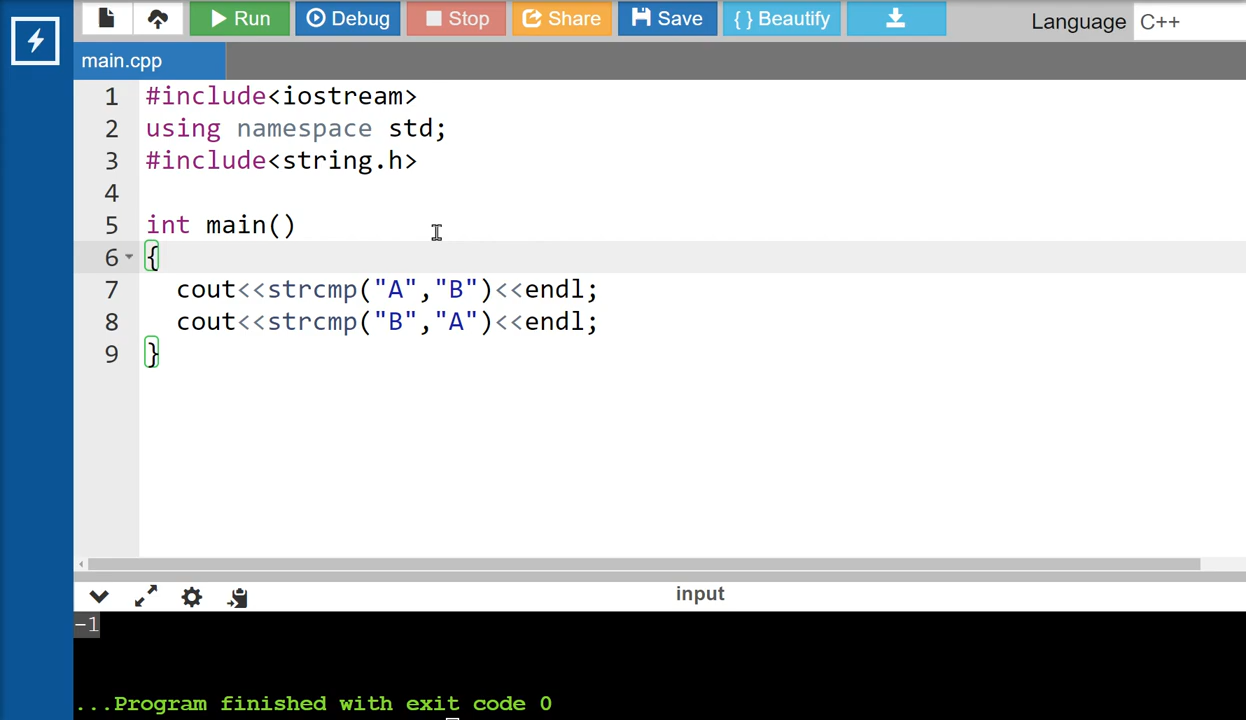 Run Debug Stop Share Save { } Beautify Language C++
main.cpp
1 #include<iostream>
2 using namespace std;
3 #include<string.h>
4
5 int main()
6 {
7 cout<<strcmp("A","B")<<endl;
8 cout<<strcmp("B","A")<<endl;
9 }
input
-1
...Program finished with exit code 0